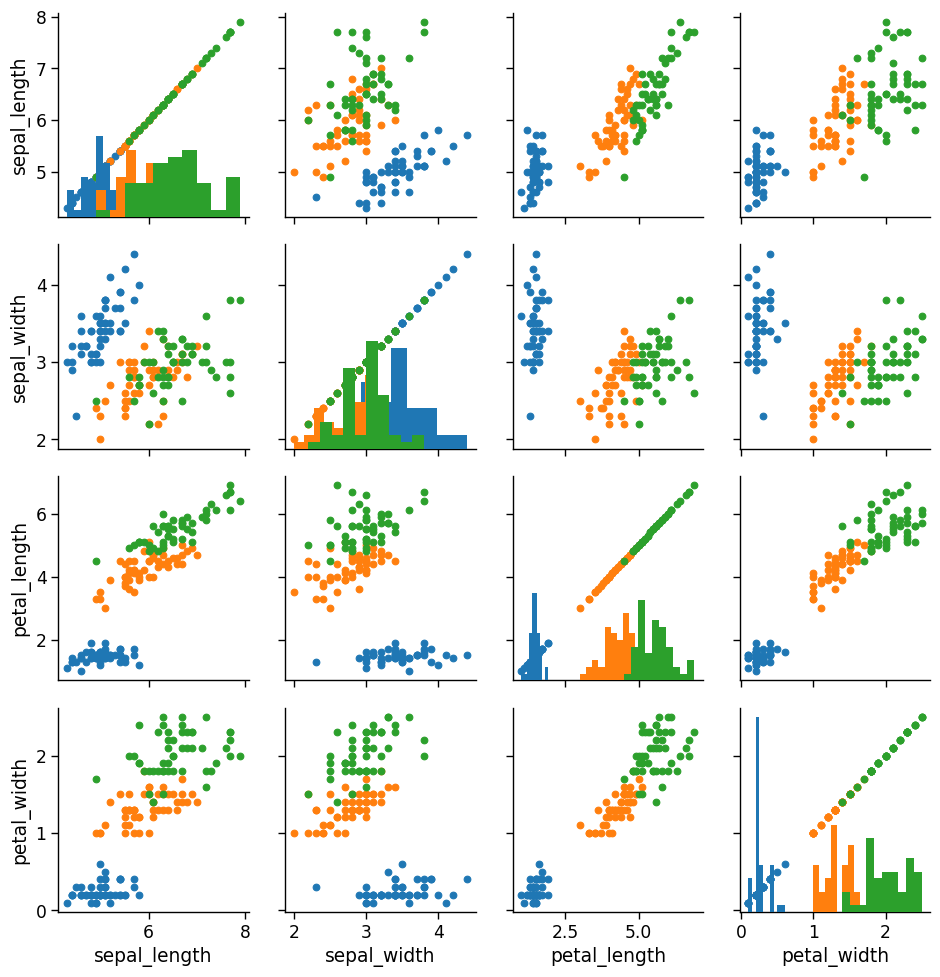 8
7
6
5
sepal_length
4
3
2
sepal_width
6
4
2
petal_length
2
1
0
petal_width
6 8 2 3 4 2.5 5.0 0 1 2
sepal_length sepal_width petal_length petal_width